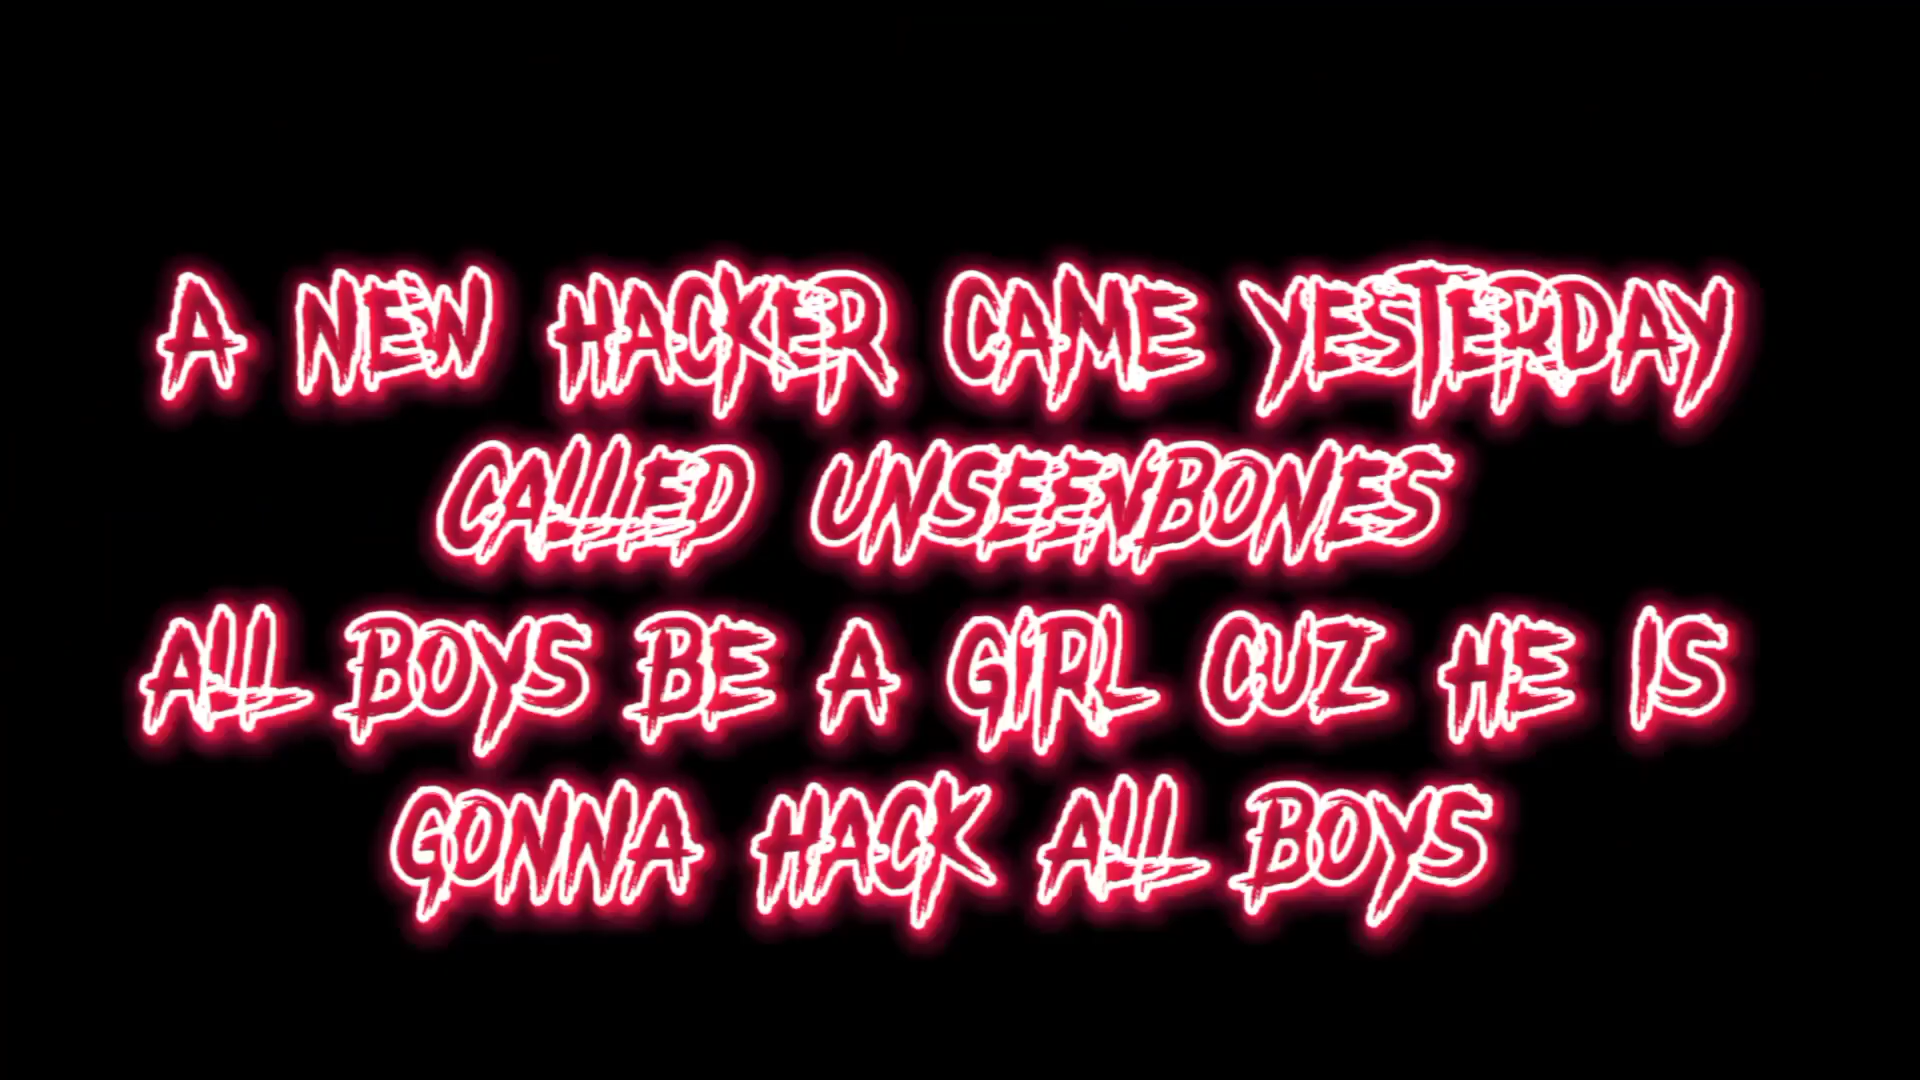 A NEW HACKER CAME YESTERDAY
CALLED UNSEENBONES
ALL BOYS BE A GIRL CUZ HE IS
GONNA HACK ALL BOYS